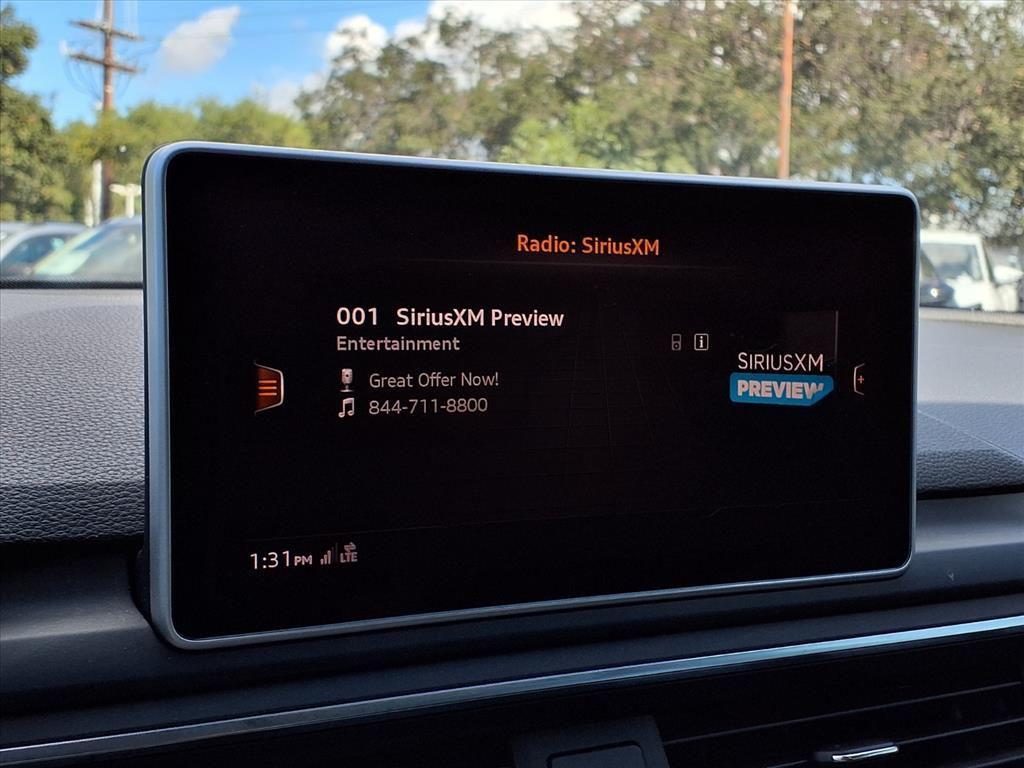 Radio: SiriusXM
001 SiriusXM Preview
Entertainment
Great Offer Now!
844-711-8800
SIRIUSXM
PREVIEW
1:31PM LTE